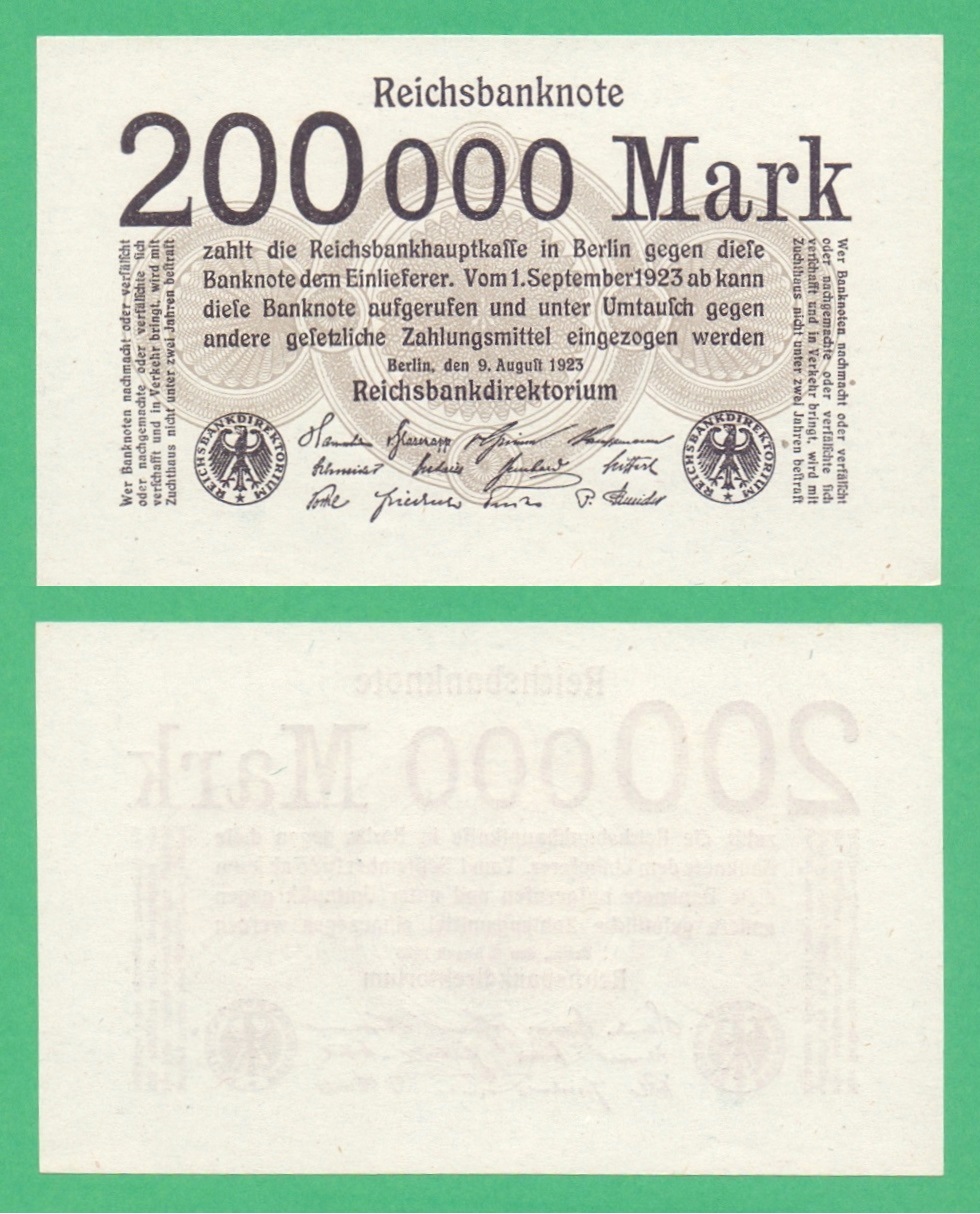 Reichsbanknote
200000 Mark
zahlt die Reichsbankhauptkaſſe in Berlin gegen dieſe
Banknote dem Einlieferer. Vom 1. September 1923 ab kann
dieſe Banknote aufgerufen und unter Umtauſch gegen
andere geſetzliche Zahlungsmittel eingezogen werden
Berlin, den 9. Auguſt 1923
Reichsbankdirektorium
Wer Banknoten nachmacht oder verfälſcht
oder nachgemachte oder verfälſchte ſich
verſchafft und in Verkehr bringt, wird mit
Zuchthaus nicht unter zwei Jahren beſtraft
Wer Banknoten nachmacht oder verfälſcht
oder nachgemachte oder verfälſchte ſich
verſchafft und in Verkehr bringt, wird mit
Zuchthaus nicht unter zwei Jahren beſtraft
REICHSBANKDIREKTORIUM
REICHSBANKDIREKTORIUM